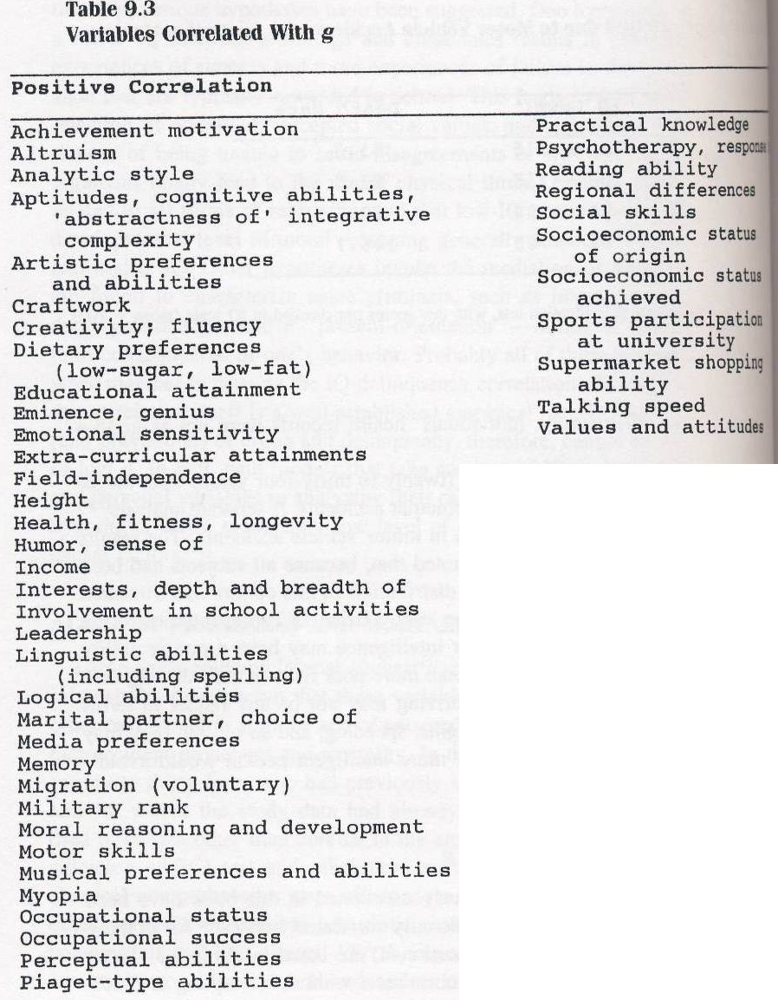 Table 9.3
Variables Correlated With g
Positive Correlation
Achievement motivation
Altruism
Analytic style
Aptitudes, cognitive abilities,
'abstractness of' integrative
complexity
Artistic preferences
and abilities
Craftwork
Creativity; fluency
Dietary preferences
(low-sugar, low-fat)
Educational attainment
Eminence, genius
Emotional sensitivity
Extra-curricular attainments
Field-independence
Height
Health, fitness, longevity
Humor, sense of
Income
Interests, depth and breadth of
Involvement in school activities
Leadership
Linguistic abilities
(including spelling)
Logical abilities
Marital partner, choice of
Media preferences
Memory
Migration (voluntary)
Military rank
Moral reasoning and development
Motor skills
Musical preferences and abilities
Myopia
Occupational status
Occupational success
Perceptual abilities
Piaget-type abilities
Practical knowledge
Psychotherapy, response
Reading ability
Regional differences
Social skills
Socioeconomic status
of origin
Socioeconomic status
achieved
Sports participation
at university
Supermarket shopping
ability
Talking speed
Values and attitudes